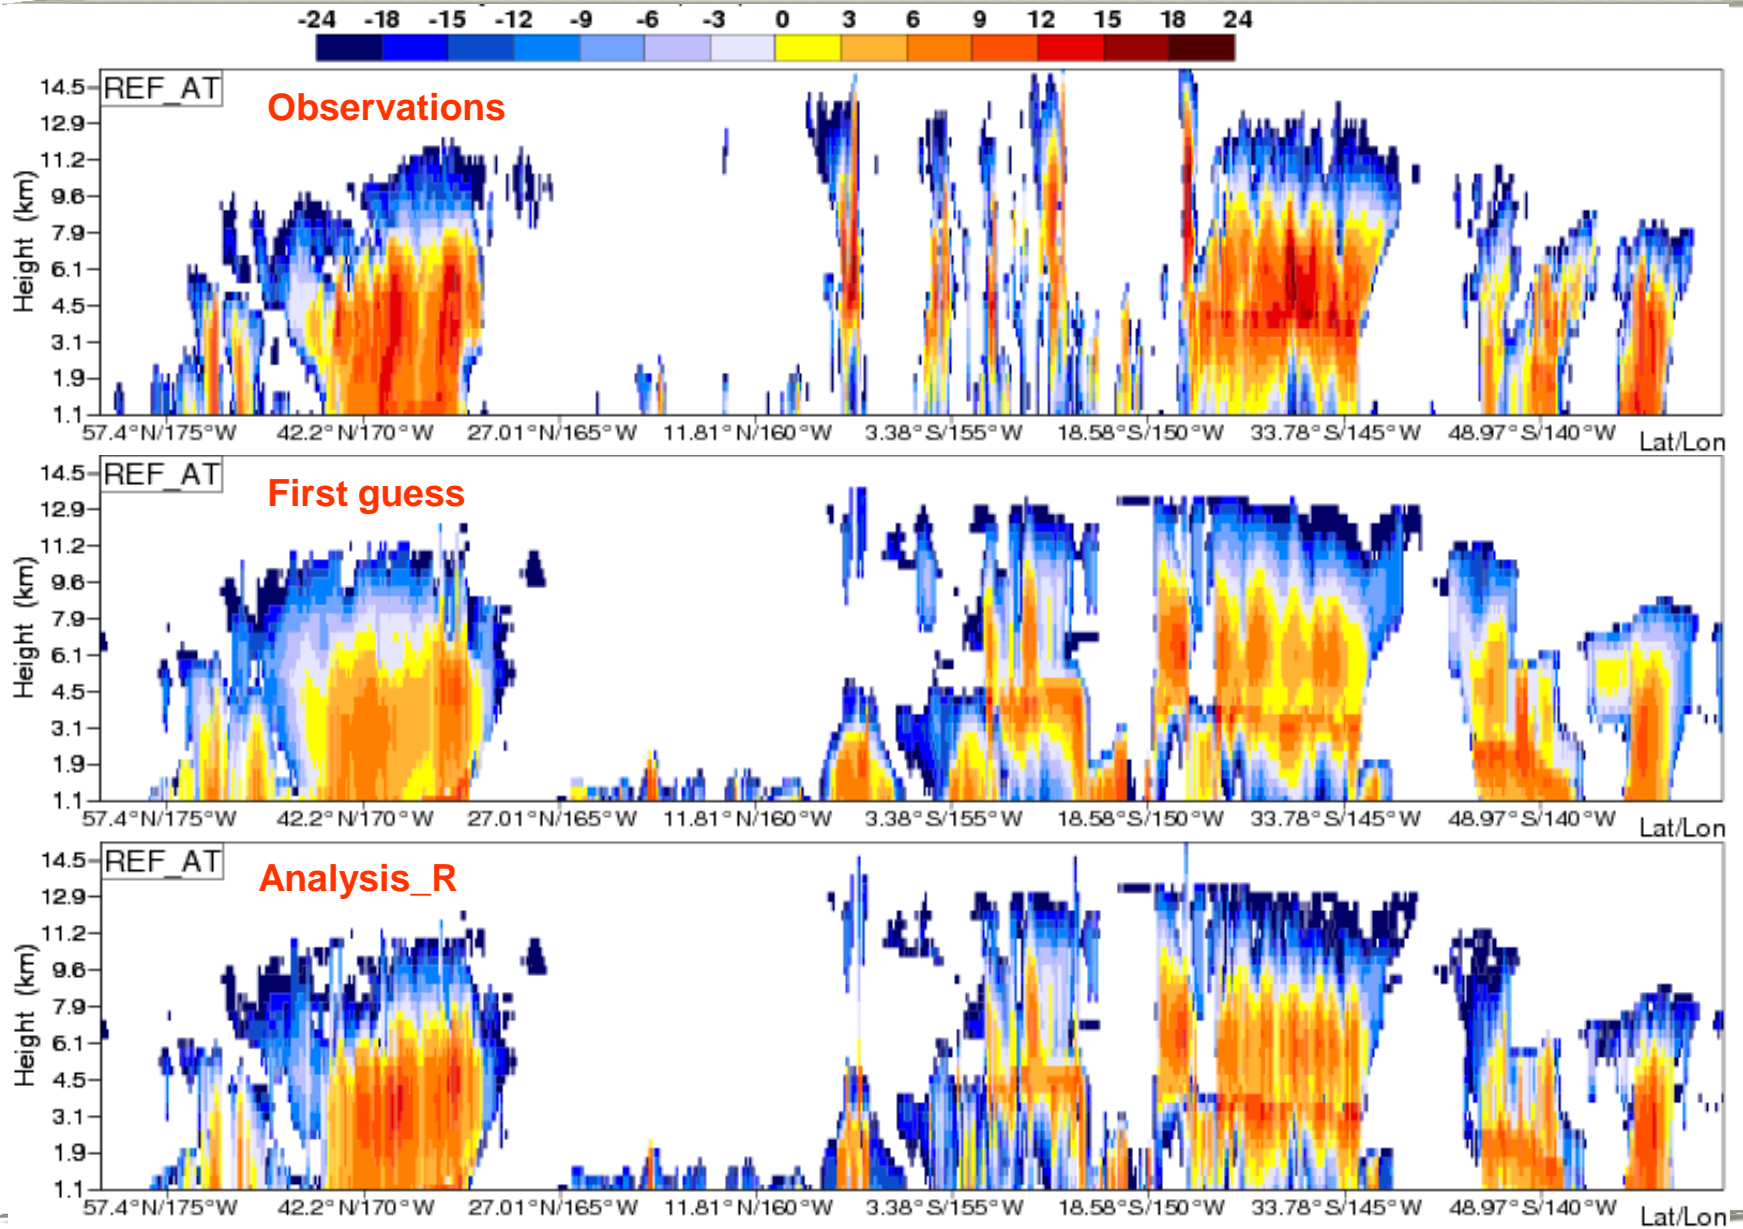 -24 -18 -15 -12 -9 -6 -3 0 3 6 9 12 15 18 24
REF_AT
Observations
Height (km)
14.5
12.9
11.2
9.6
7.9
6.1
4.5
3.1
1.9
1.1
57.4°N/175°W 42.2°N/170°W 27.01°N/165°W 11.81°N/160°W 3.38°S/155°W 18.58°S/150°W 33.78°S/145°W 48.97°S/140°W
Lat/Lon
REF_AT
First guess
Height (km)
14.5
12.9
11.2
9.6
7.9
6.1
4.5
3.1
1.9
1.1
57.4°N/175°W 42.2°N/170°W 27.01°N/165°W 11.81°N/160°W 3.38°S/155°W 18.58°S/150°W 33.78°S/145°W 48.97°S/140°W
Lat/Lon
REF_AT
Analysis_R
Height (km)
14.5
12.9
11.2
9.6
7.9
6.1
4.5
3.1
1.9
1.1
57.4°N/175°W 42.2°N/170°W 27.01°N/165°W 11.81°N/160°W 3.38°S/155°W 18.58°S/150°W 33.78°S/145°W 48.97°S/140°W
Lat/Lon